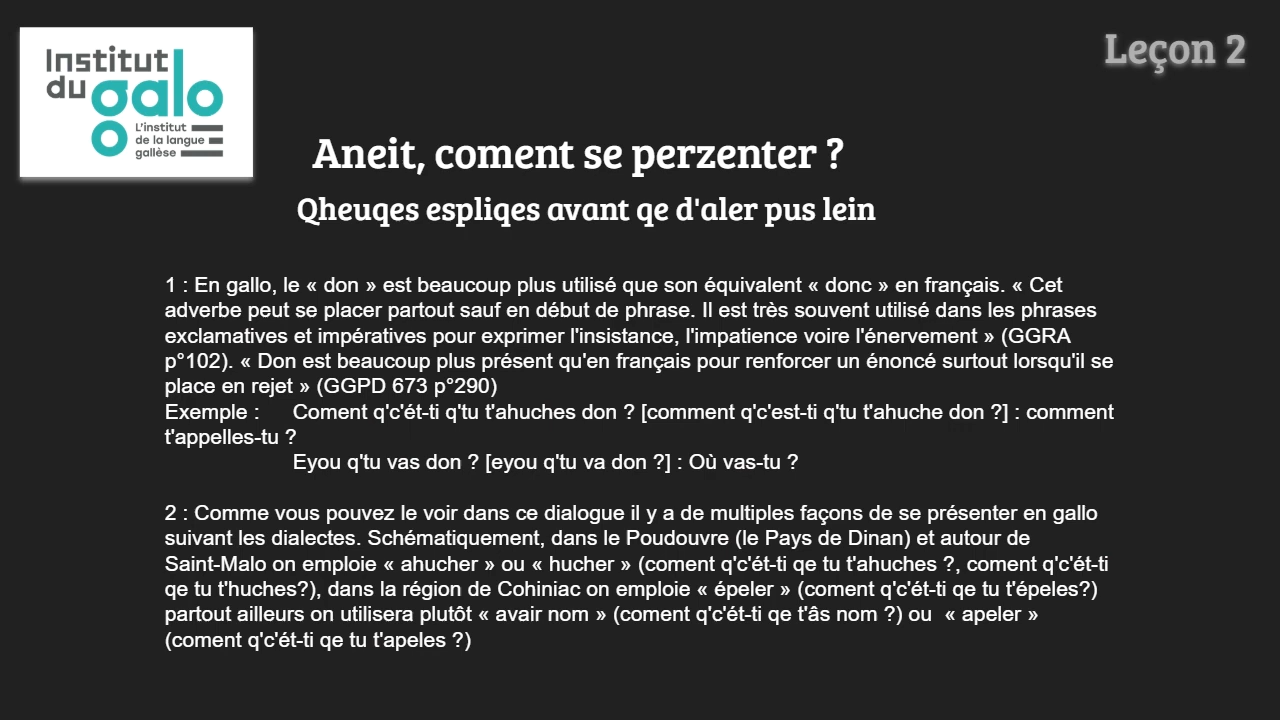 Institut
du galo
L'institut
de la langue
gallèse
Leçon 2
Aneit, coment se perzenter ?
Qheuqes espliqes avant qe d'aler pus lein
1 : En gallo, le « don » est beaucoup plus utilisé que son équivalent « donc » en français. « Cet
adverbe peut se placer partout sauf en début de phrase. Il est très souvent utilisé dans les phrases
exclamatives et impératives pour exprimer l'insistance, l'impatience voire l'énervement » (GGRA
p°102). « Don est beaucoup plus présent qu'en français pour renforcer un énoncé surtout lorsqu'il se
place en rejet » (GGPD 673 p°290)
Exemple : Coment q'c'ét-ti q'tu t'ahuches don ? [comment q'c'est-ti q'tu t'ahuche don ?] : comment
t'appelles-tu ?
Eyou q'tu vas don ? [eyou q'tu va don ?] : Où vas-tu ?
2 : Comme vous pouvez le voir dans ce dialogue il y a de multiples façons de se présenter en gallo
suivant les dialectes. Schématiquement, dans le Poudouvre (le Pays de Dinan) et autour de
Saint-Malo on emploie « ahucher » ou « hucher » (coment q'c'ét-ti qe tu t'ahuches ?, coment q'c'ét-ti
qe tu t'huches?), dans la région de Cohiniac on emploie « épeler » (coment q'c'ét-ti qe tu t'épeles?)
partout ailleurs on utilisera plutôt « avair nom » (coment q'c'ét-ti qe t'âs nom ?) ou « apeler »
(coment q'c'ét-ti qe tu t'apeles ?)